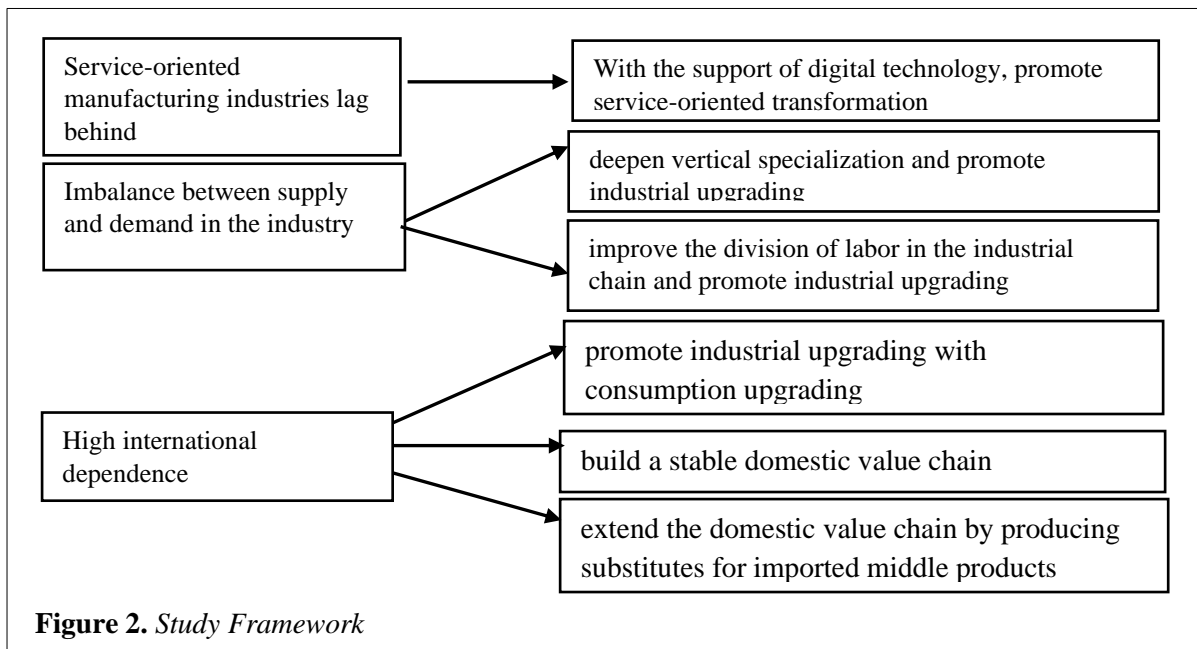 Service-oriented
manufacturing industries lag
behind
With the support of digital technology, promote
service-oriented transformation
Imbalance between supply
and demand in the industry
deepen vertical specialization and promote
industrial upgrading
improve the division of labor in the industrial
chain and promote industrial upgrading
High international
dependence
promote industrial upgrading with
consumption upgrading
build a stable domestic value chain
extend the domestic value chain by producing
substitutes for imported middle products
Figure 2. Study Framework